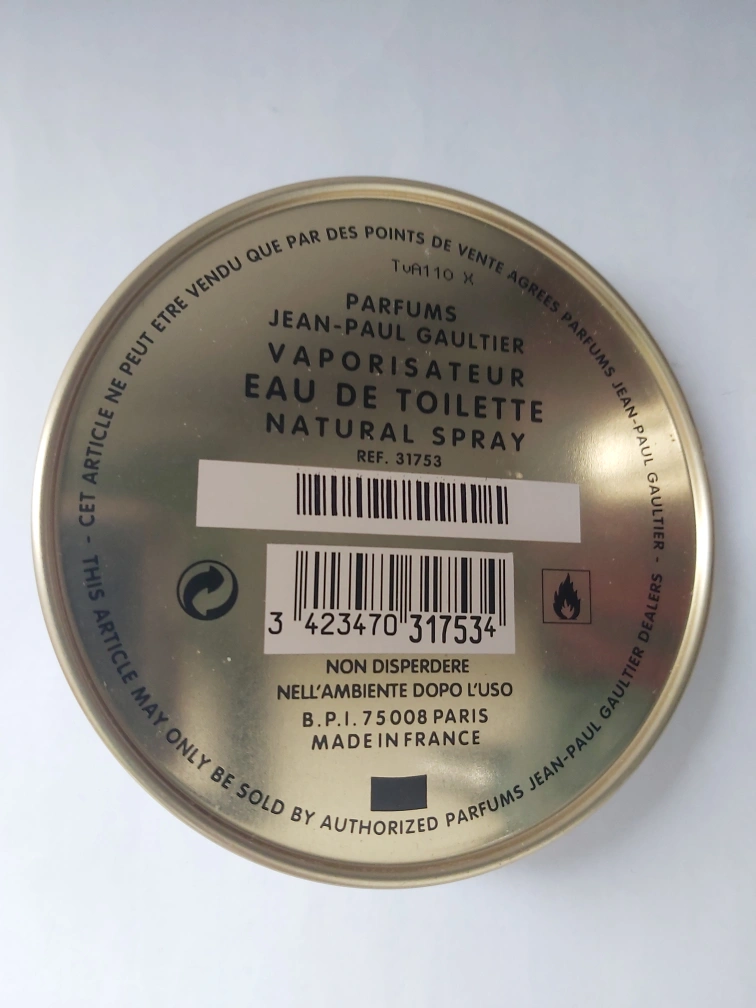 - CET ARTICLE NE PEUT ETRE VENDU QUE PAR DES POINTS DE VENTE AGREES PARFUMS JEAN-PAUL GAULTIER -
TvA110 X
PARFUMS
JEAN-PAUL GAULTIER
VAPORISATEUR
EAU DE TOILETTE
NATURAL SPRAY
REF. 31753
3 423470 317534
NON DISPERDERE
NELL'AMBIENTE DOPO L'USO
B.P.I. 75008 PARIS
MADE IN FRANCE
THIS ARTICLE MAY ONLY BE SOLD BY AUTHORIZED PARFUMS JEAN-PAUL GAULTIER DEALERS